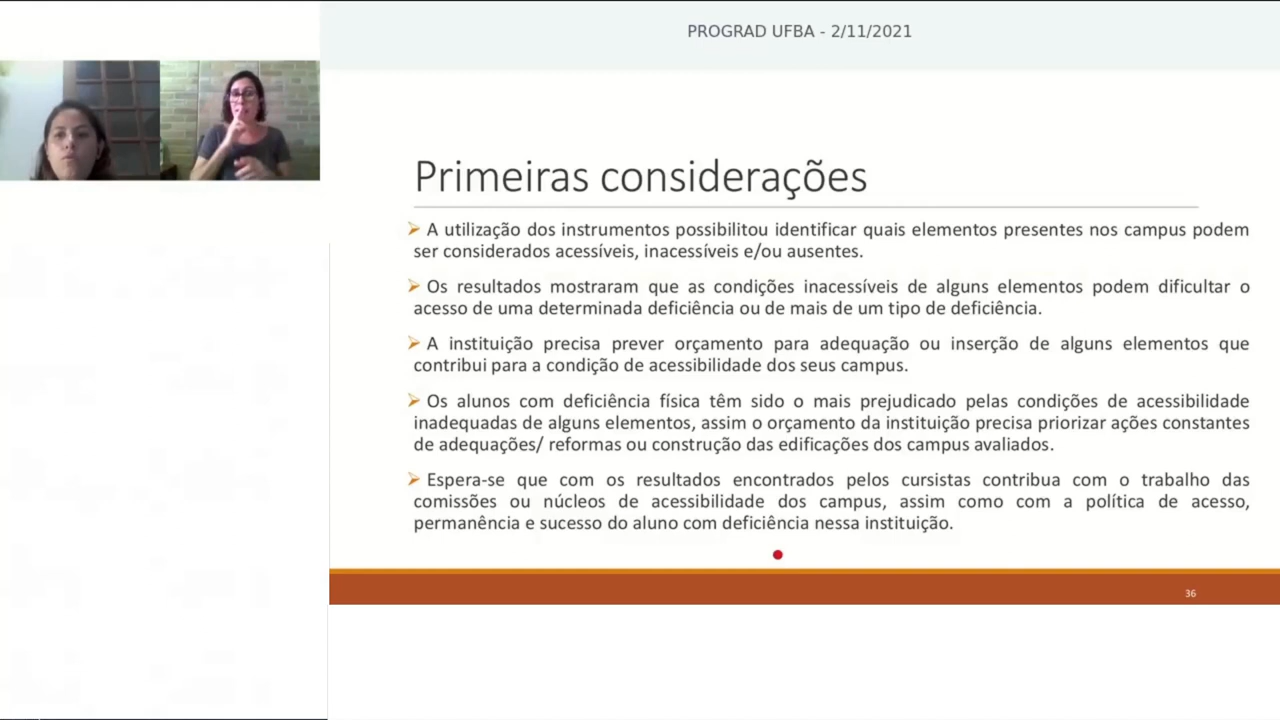 PROGRAD UFBA - 2/11/2021
Primeiras considerações
A utilização dos instrumentos possibilitou identificar quais elementos presentes nos campus podem
ser considerados acessíveis, inacessíveis e/ou ausentes.
Os resultados mostraram que as condições inacessíveis de alguns elementos podem dificultar o
acesso de uma determinada deficiência ou de mais de um tipo de deficiência.
A instituição precisa prever orçamento para adequação ou inserção de alguns elementos que
contribui para a condição de acessibilidade dos seus campus.
Os alunos com deficiência física têm sido o mais prejudicado pelas condições de acessibilidade
inadequadas de alguns elementos, assim o orçamento da instituição precisa priorizar ações constantes
de adequações/ reformas ou construção das edificações dos campus avaliados.
Espera-se que com os resultados encontrados pelos cursistas contribua com o trabalho das
comissões ou núcleos de acessibilidade dos campus, assim como com a política de acesso,
permanência e sucesso do aluno com deficiência nessa instituição.
36